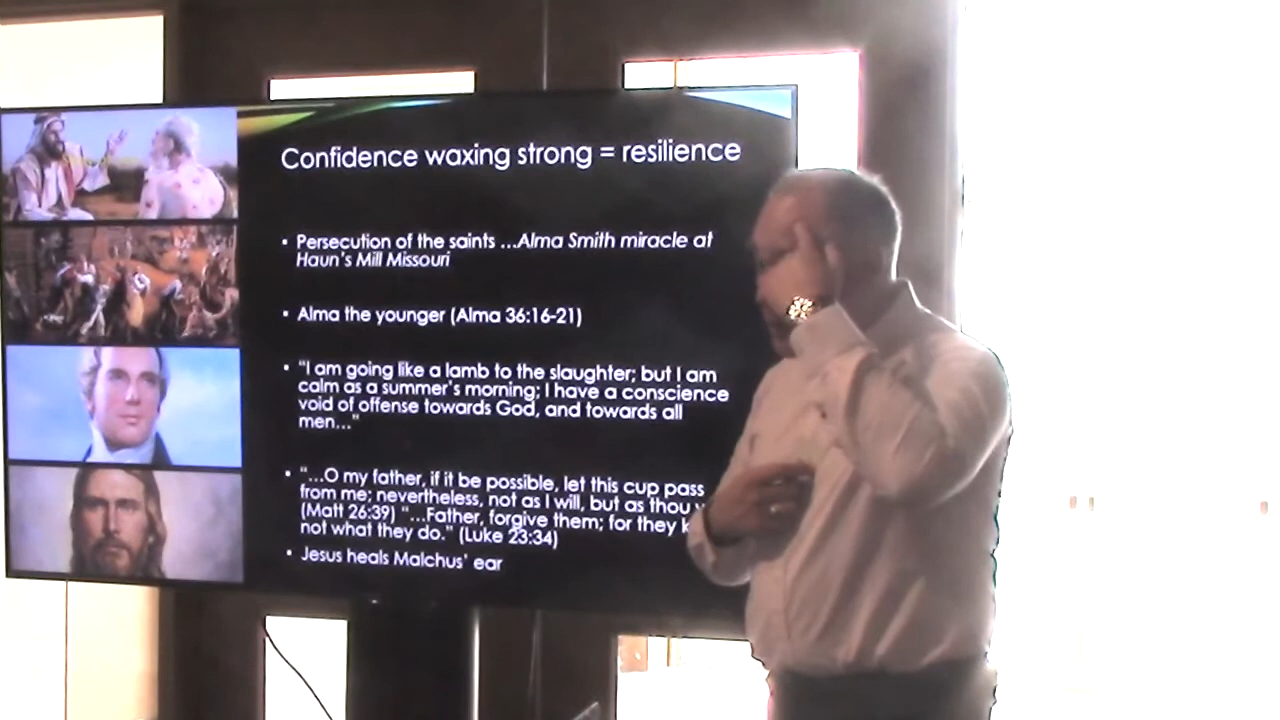 Confidence waxing strong = resilience
▪ Persecution of the saints ...Alma Smith miracle at
Haun's Mill Missouri
▪ Alma the younger (Alma 36:16-21)
▪ "I am going like a lamb to the slaughter; but I am
calm as a summer's morning; I have a conscience
void of offense towards God, and towards all
men..."
▪ "...O my father, if it be possible, let this cup pass
from me; nevertheless, not as I will, but as thou
(Matt 26:39) "...Father, forgive them; for they
not what they do." (Luke 23:34)
▪ Jesus heals Malchus' ear